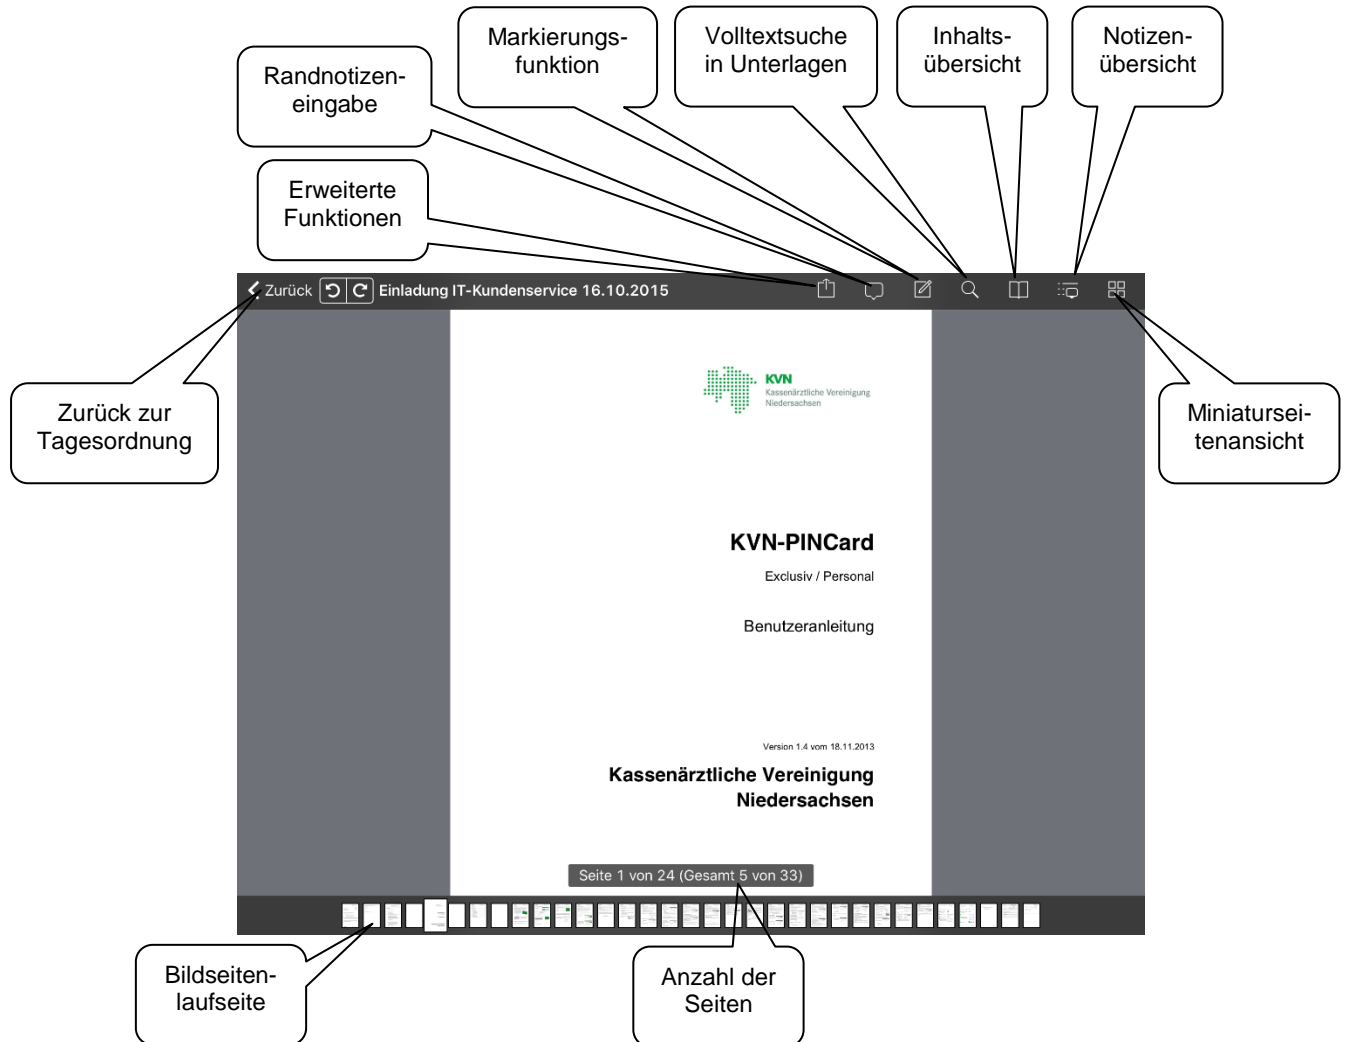 Markierungs-
funktion
Volltextsuche
in Unterlagen
Inhalts-
übersicht
Notizen-
übersicht
Randnotizen-
eingabe
Erweiterte
Funktionen
Zurück
Einladung IT-Kundenservice 16.10.2015
KVN
Kassenärztliche Vereinigung
Niedersachsen
Zurück zur
Tagesordnung
Miniatursei-
tenansicht
KVN-PINCard
Exclusiv / Personal
Benutzeranleitung
Version 1.4 vom 18.11.2013
Kassenärztliche Vereinigung
Niedersachsen
Seite 1 von 24 (Gesamt 5 von 33)
Bildseiten-
laufseite
Anzahl der
Seiten